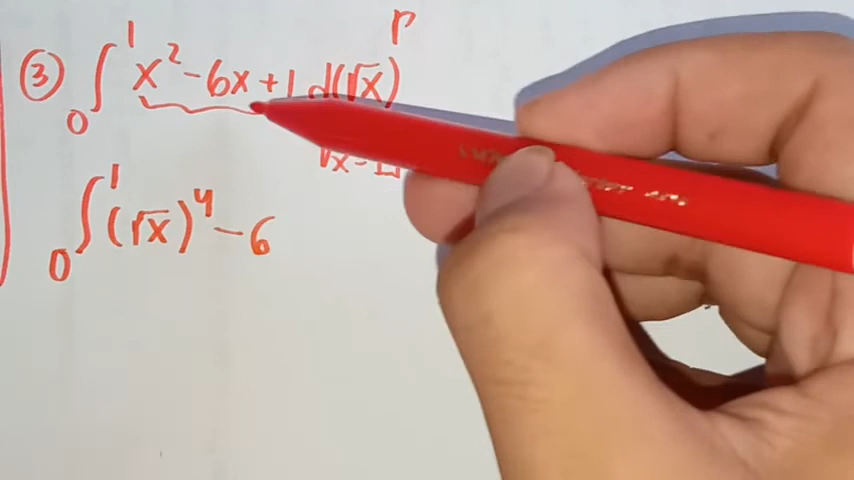 ③ ∫₀¹ x² - 6x + 1 d(√x)
∫₀¹ (√x)⁴ - 6